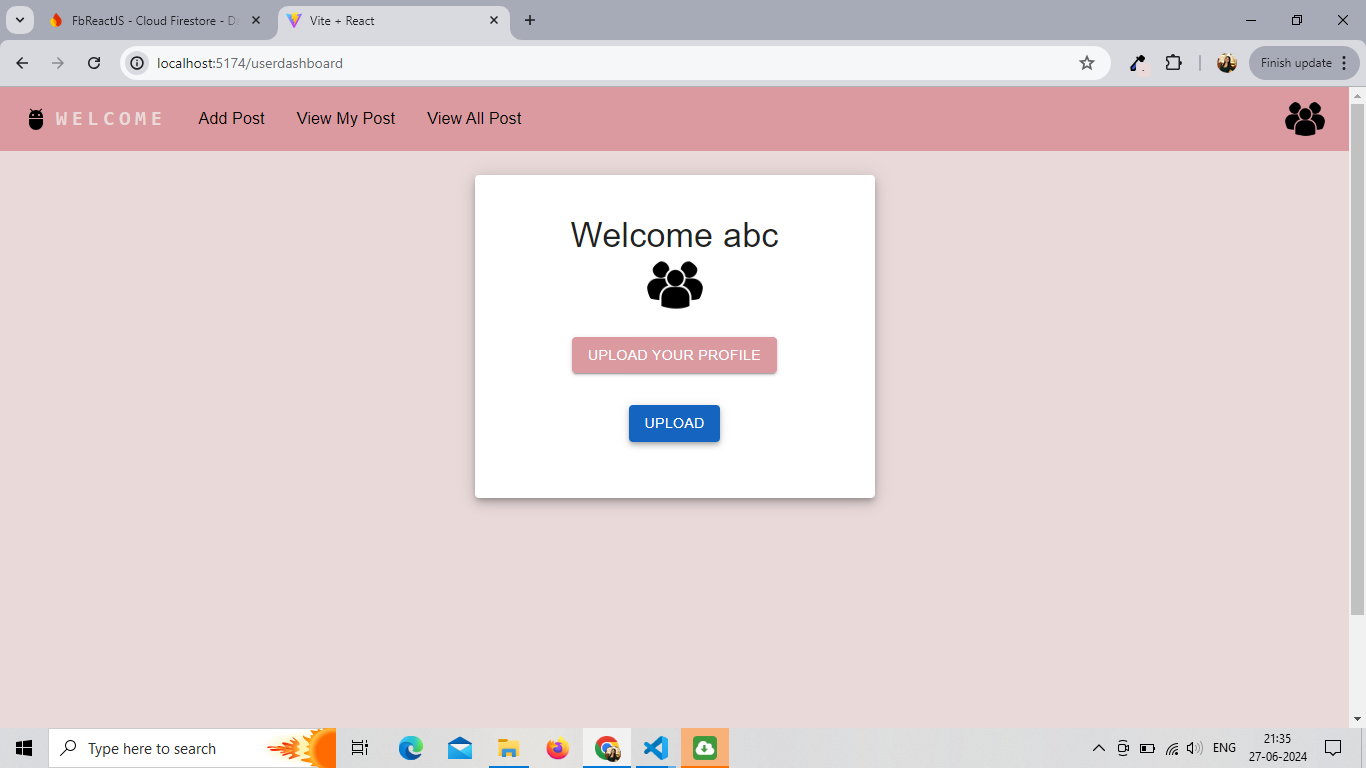 FbReactJS - Cloud Firestore - D
Vite + React
localhost:5174/userdashboard
Finish update
WELCOME
Add Post
View My Post
View All Post
Welcome abc
UPLOAD YOUR PROFILE
UPLOAD
Type here to search
ENG
21:35
27-06-2024